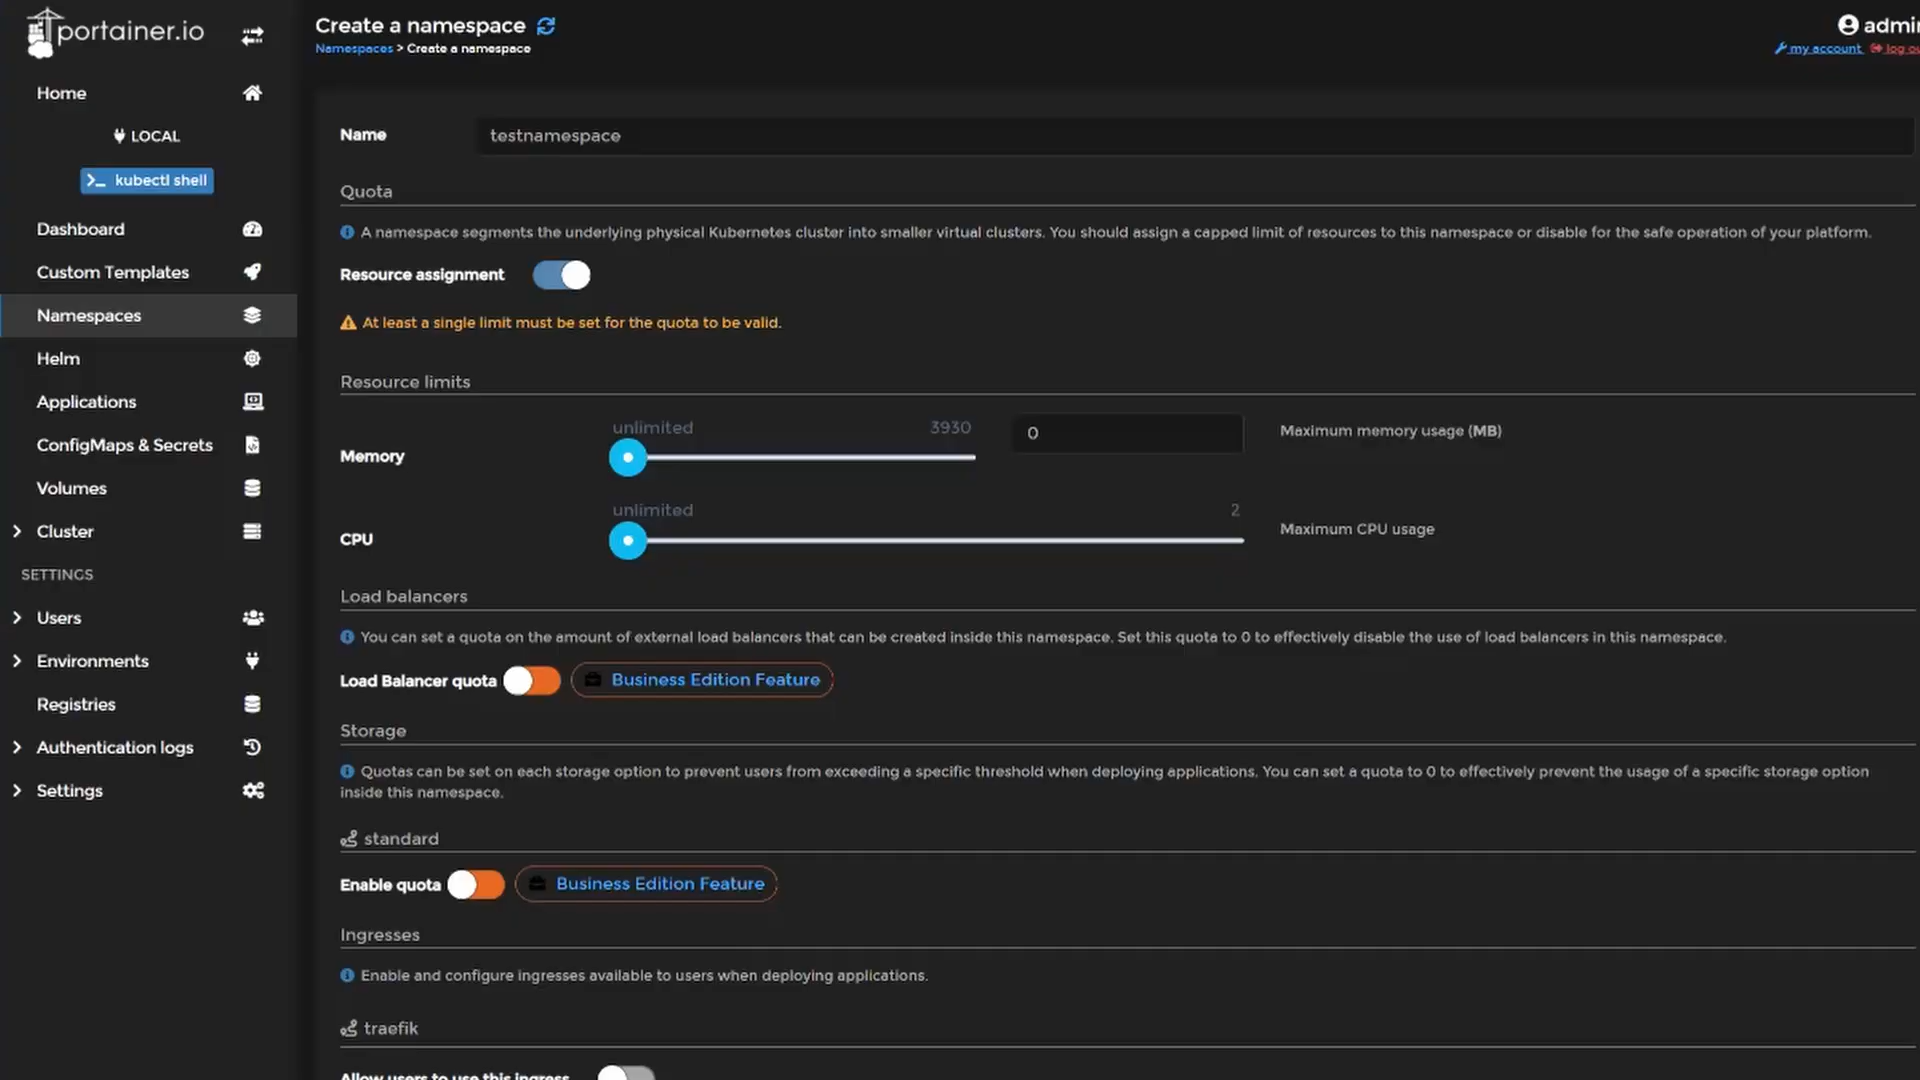 portainer.io
Home
LOCAL
kubectl shell
Dashboard
Custom Templates
Namespaces
Helm
Applications
ConfigMaps & Secrets
Volumes
Cluster
SETTINGS
Users
Environments
Registries
Authentication logs
Settings
Create a namespace
Namespaces > Create a namespace
admin
my account log ou
Name testnamespace
Quota
A namespace segments the underlying physical Kubernetes cluster into smaller virtual clusters. You should assign a capped limit of resources to this namespace or disable for the safe operation of your platform.
Resource assignment
At least a single limit must be set for the quota to be valid.
Resource limits
unlimited 3930
Memory 0 Maximum memory usage (MB)
unlimited 2
CPU Maximum CPU usage
Load balancers
You can set a quota on the amount of external load balancers that can be created inside this namespace. Set this quota to 0 to effectively disable the use of load balancers in this namespace.
Load Balancer quota Business Edition Feature
Storage
Quotas can be set on each storage option to prevent users from exceeding a specific threshold when deploying applications. You can set a quota to 0 to effectively prevent the usage of a specific storage option
inside this namespace.
standard
Enable quota Business Edition Feature
Ingresses
Enable and configure ingresses available to users when deploying applications.
traefik
Allow users to use this ingress